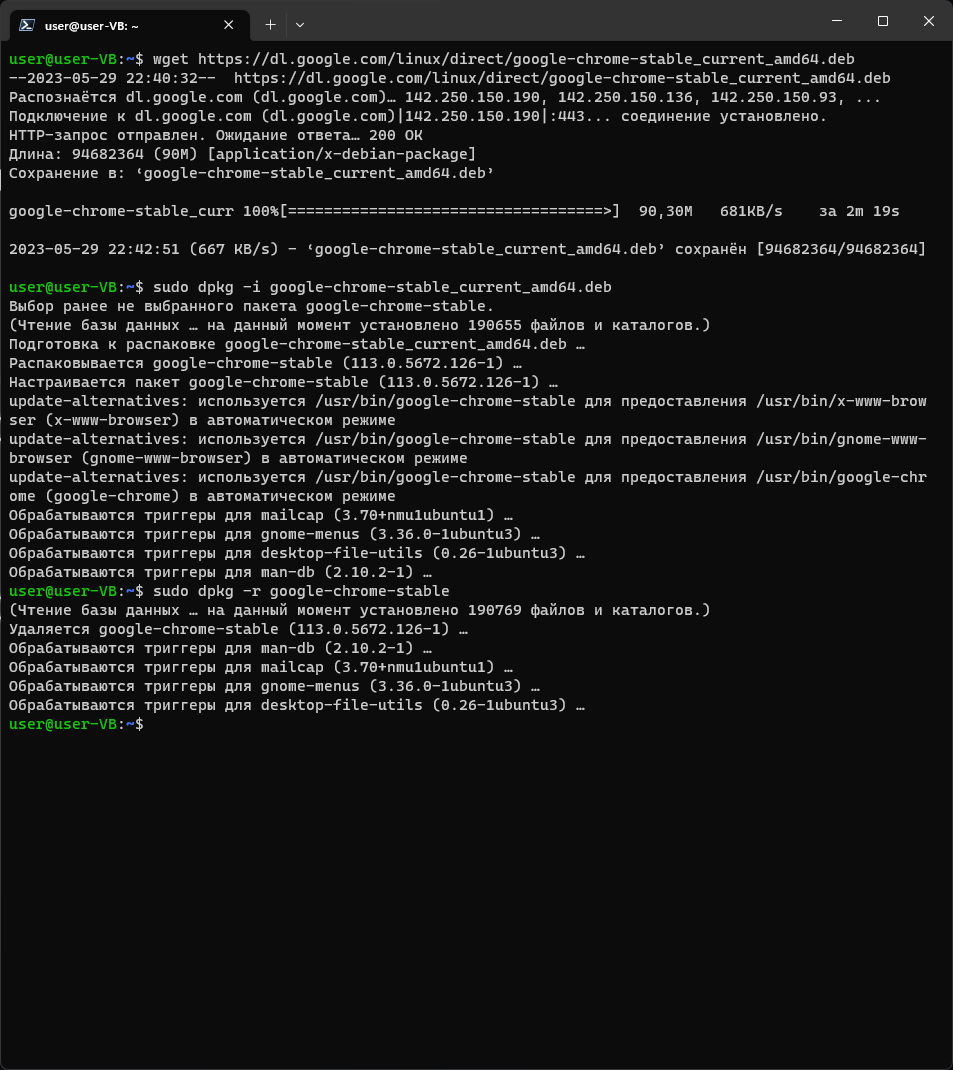 user@user-VB: ~
user@user-VB:~$ wget https://dl.google.com/linux/direct/google-chrome-stable_current_amd64.deb
--2023-05-29 22:40:32--  https://dl.google.com/linux/direct/google-chrome-stable_current_amd64.deb
Распознаётся dl.google.com (dl.google.com)… 142.250.150.190, 142.250.150.136, 142.250.150.93, ...
Подключение к dl.google.com (dl.google.com)|142.250.150.190|:443... соединение установлено.
HTTP-запрос отправлен. Ожидание ответа… 200 OK
Длина: 94682364 (90M) [application/x-debian-package]
Сохранение в: ‘google-chrome-stable_current_amd64.deb’
google-chrome-stable_curr 100%[===================================>]  90,30M   681KB/s    за 2m 19s
2023-05-29 22:42:51 (667 KB/s) - ‘google-chrome-stable_current_amd64.deb’ сохранён [94682364/94682364]
user@user-VB:~$ sudo dpkg -i google-chrome-stable_current_amd64.deb
Выбор ранее не выбранного пакета google-chrome-stable.
(Чтение базы данных … на данный момент установлено 190655 файлов и каталогов.)
Подготовка к распаковке google-chrome-stable_current_amd64.deb …
Распаковывается google-chrome-stable (113.0.5672.126-1) …
Настраивается пакет google-chrome-stable (113.0.5672.126-1) …
update-alternatives: используется /usr/bin/google-chrome-stable для предоставления /usr/bin/x-www-brow
ser (x-www-browser) в автоматическом режиме
update-alternatives: используется /usr/bin/google-chrome-stable для предоставления /usr/bin/gnome-www-
browser (gnome-www-browser) в автоматическом режиме
update-alternatives: используется /usr/bin/google-chrome-stable для предоставления /usr/bin/google-chr
ome (google-chrome) в автоматическом режиме
Обрабатываются триггеры для mailcap (3.70+nmu1ubuntu1) …
Обрабатываются триггеры для gnome-menus (3.36.0-1ubuntu3) …
Обрабатываются триггеры для desktop-file-utils (0.26-1ubuntu3) …
Обрабатываются триггеры для man-db (2.10.2-1) …
user@user-VB:~$ sudo dpkg -r google-chrome-stable
(Чтение базы данных … на данный момент установлено 190769 файлов и каталогов.)
Удаляется google-chrome-stable (113.0.5672.126-1) …
Обрабатываются триггеры для man-db (2.10.2-1) …
Обрабатываются триггеры для mailcap (3.70+nmu1ubuntu1) …
Обрабатываются триггеры для gnome-menus (3.36.0-1ubuntu3) …
Обрабатываются триггеры для desktop-file-utils (0.26-1ubuntu3) …
user@user-VB:~$